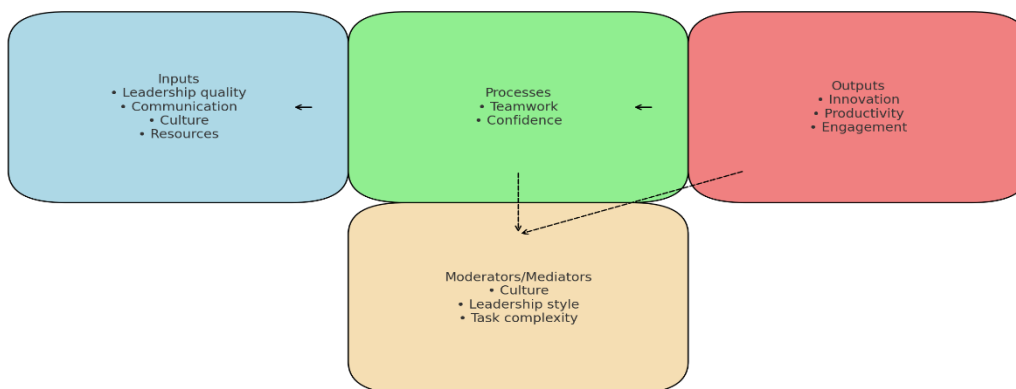 Inputs
• Leadership quality
• Communication
• Culture
• Resources
Processes
• Teamwork
• Confidence
Outputs
• Innovation
• Productivity
• Engagement
Moderators/Mediators
• Culture
• Leadership style
• Task complexity